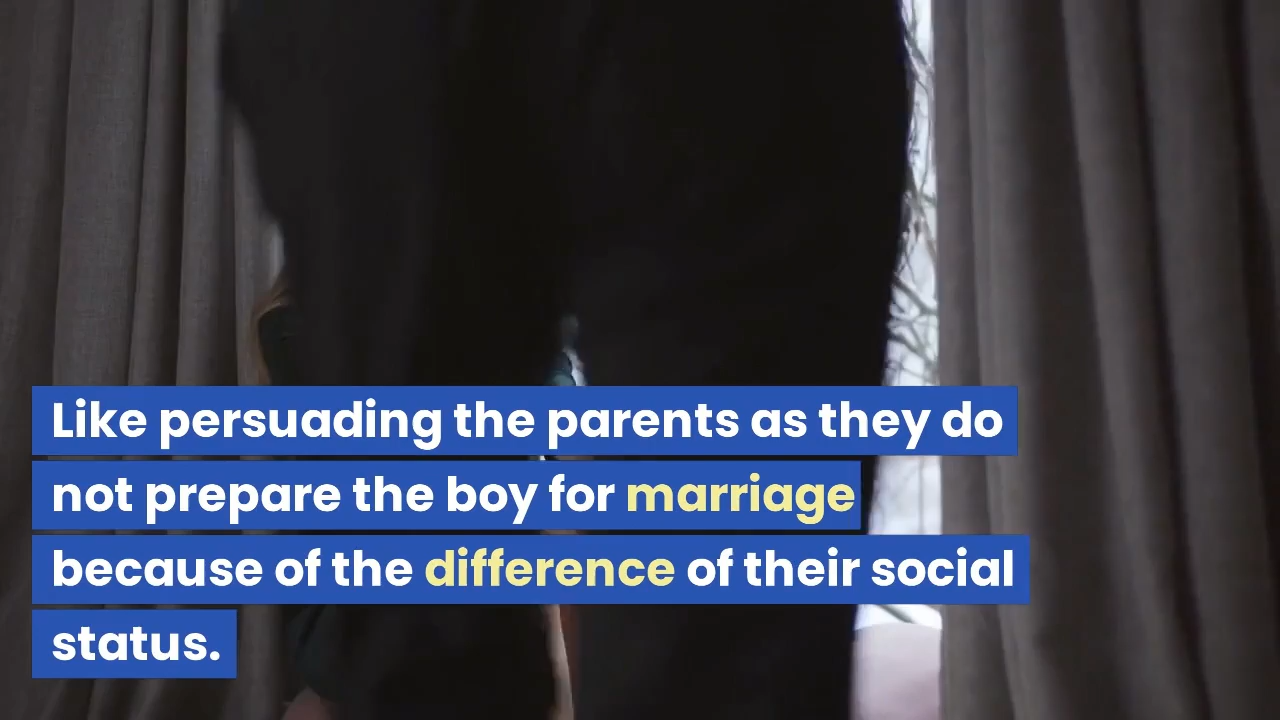 Like persuading the parents as they do
not prepare the boy for marriage
because of the difference of their social
status.